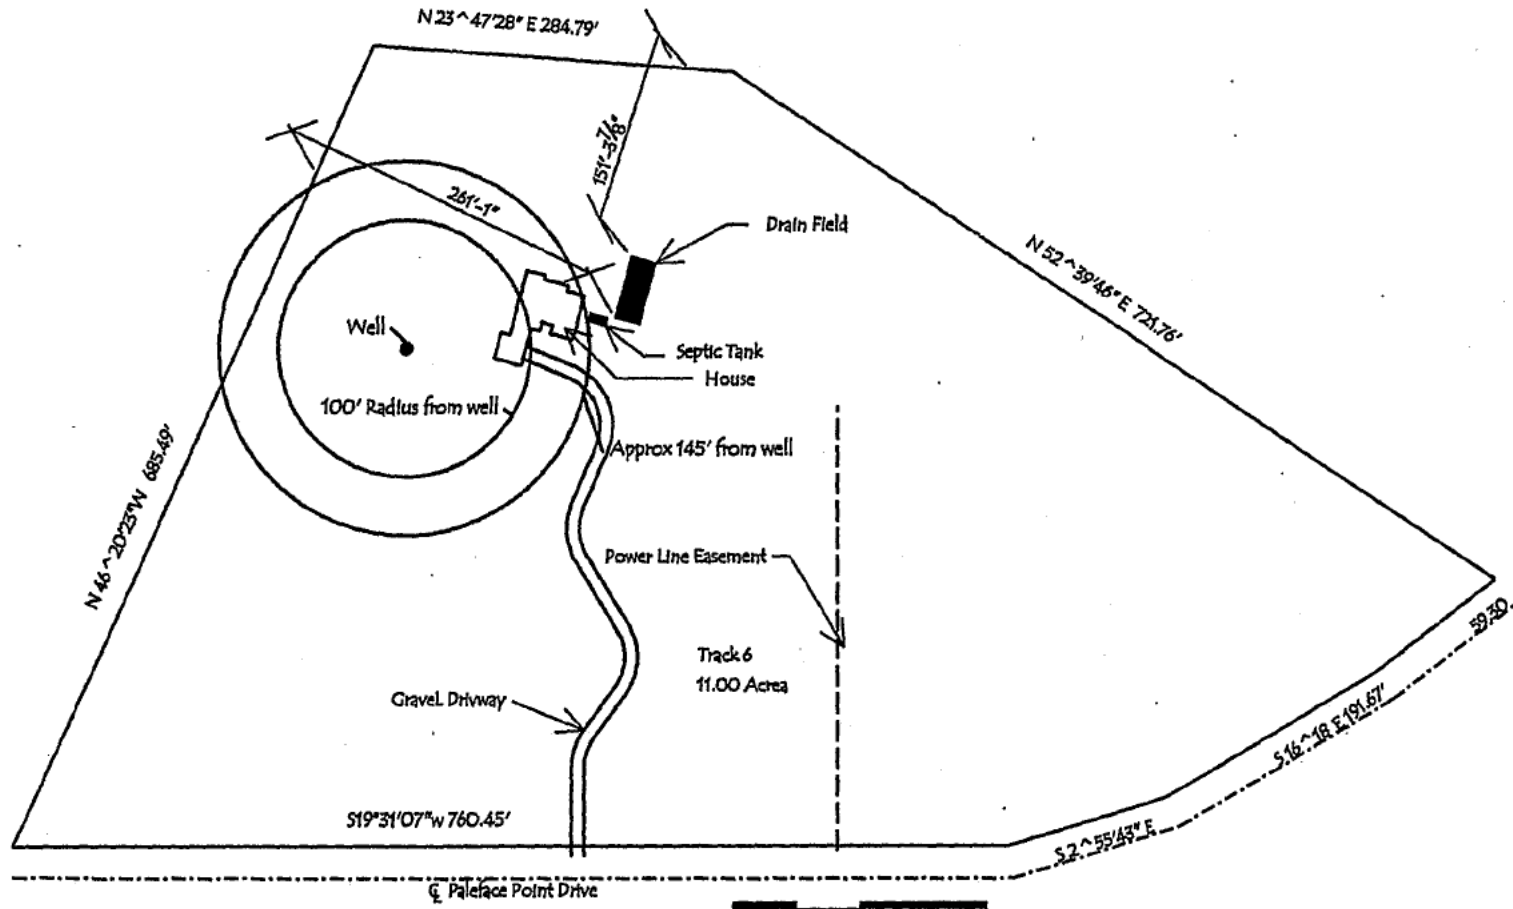 N 23^47'28" E 284.79'
151'-3 7/8"
261'-1"
Drain Field
N 52^39'46" E 721.76'
Well
Septic Tank
House
100' Radius from well
Approx 145' from well
N 46^20'23"W 685.49'
Power Line Easement
59.30
Track 6
11.00 Acrea
Gravel Drivway
S 16^18 E 191.67'
S19°31'07"w 760.45'
S 2^55'43" E
℄ Paleface Point Drive